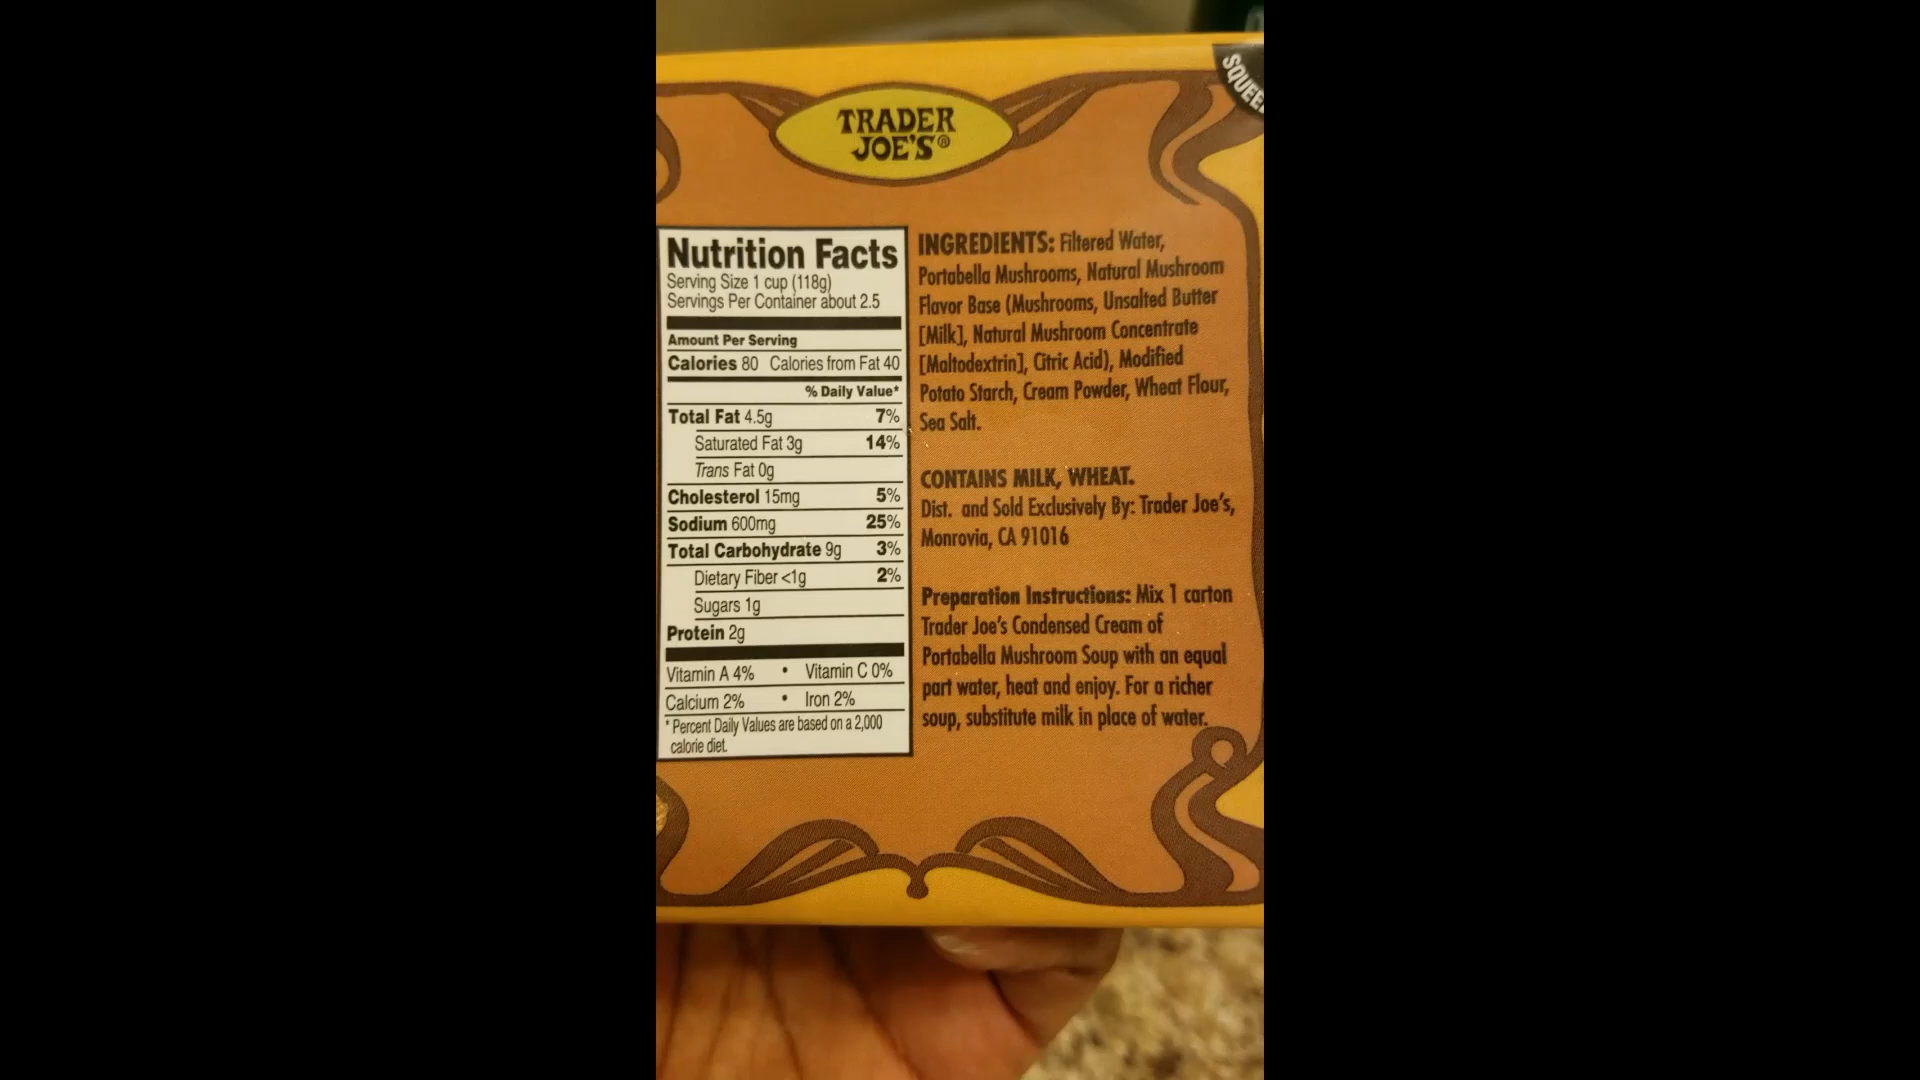 SQUEE
TRADER
JOE'S®
Nutrition Facts
Serving Size 1 cup (118g)
Servings Per Container about 2.5
Amount Per Serving
Calories 80 Calories from Fat 40
% Daily Value*
Total Fat 4.5g 7%
Saturated Fat 3g 14%
Trans Fat 0g
Cholesterol 15mg 5%
Sodium 600mg 25%
Total Carbohydrate 9g 3%
Dietary Fiber <1g 2%
Sugars 1g
Protein 2g
Vitamin A 4% • Vitamin C 0%
Calcium 2% • Iron 2%
* Percent Daily Values are based on a 2,000
calorie diet.
INGREDIENTS: Filtered Water,
Portabella Mushrooms, Natural Mushroom
Flavor Base (Mushrooms, Unsalted Butter
[Milk], Natural Mushroom Concentrate
[Maltodextrin], Citric Acid), Modified
Potato Starch, Cream Powder, Wheat Flour,
Sea Salt.
CONTAINS MILK, WHEAT.
Dist. and Sold Exclusively By: Trader Joe's,
Monrovia, CA 91016
Preparation Instructions: Mix 1 carton
Trader Joe's Condensed Cream of
Portabella Mushroom Soup with an equal
part water, heat and enjoy. For a richer
soup, substitute milk in place of water.